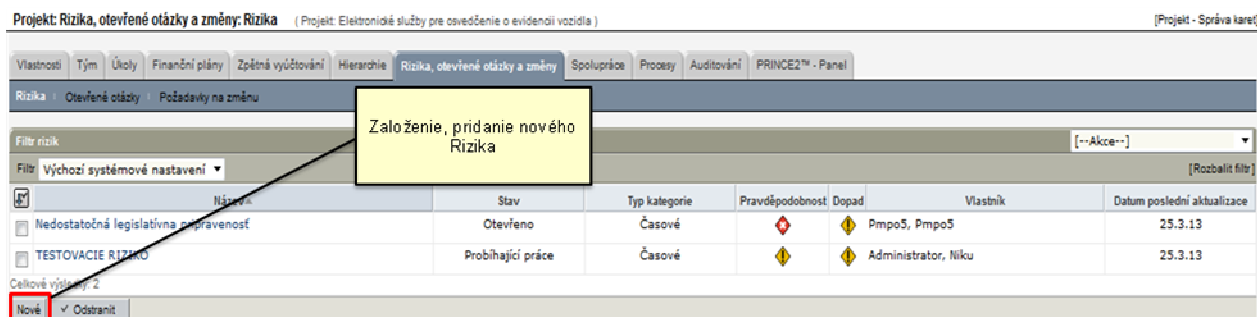 Projekt: Rizika, otevřené otázky a změny: Rizika ( Projekt: Elektronické služby pre osvedčenie o evidencii vozidla ) [Projekt - Správa karet]
Vlastnosti Tým Úkoly Finanční plány Zpětná vyúčtování Hierarchie Rizika, otevřené otázky a změny Spolupráce Procesy Auditování PRINCE2™ - Panel
Rizika Otevřené otázky Požadavky na změnu
Založenie, pridanie nového
Rizika
Filtr rizik [--Akce--]
Filtr Výchozí systémové nastavení [Rozbalit filtr]
Název Stav Typ kategorie Pravděpodobnost Dopad Vlastník Datum poslední aktualizace
Nedostatočná legislatívna pripravenosť Otevřeno Časové Pmpo5, Pmpo5 25.3.13
TESTOVACIE RIZIKO Probíhající práce Časové Administrator, Niku 25.3.13
Celkové výsledky: 2
Nové ✓ Odstranit